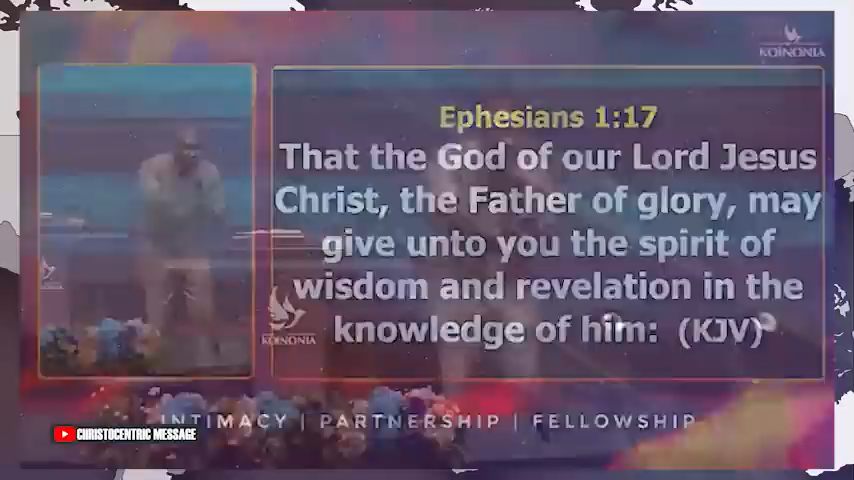 KOINONIA
Ephesians 1:17
That the God of our Lord Jesus
Christ, the Father of glory, may
give unto you the spirit of
wisdom and revelation in the
knowledge of him: (KJV)
KOINONIA
INTIMACY | PARTNERSHIP | FELLOWSHIP
CHRISTOCENTRIC MESSAGE